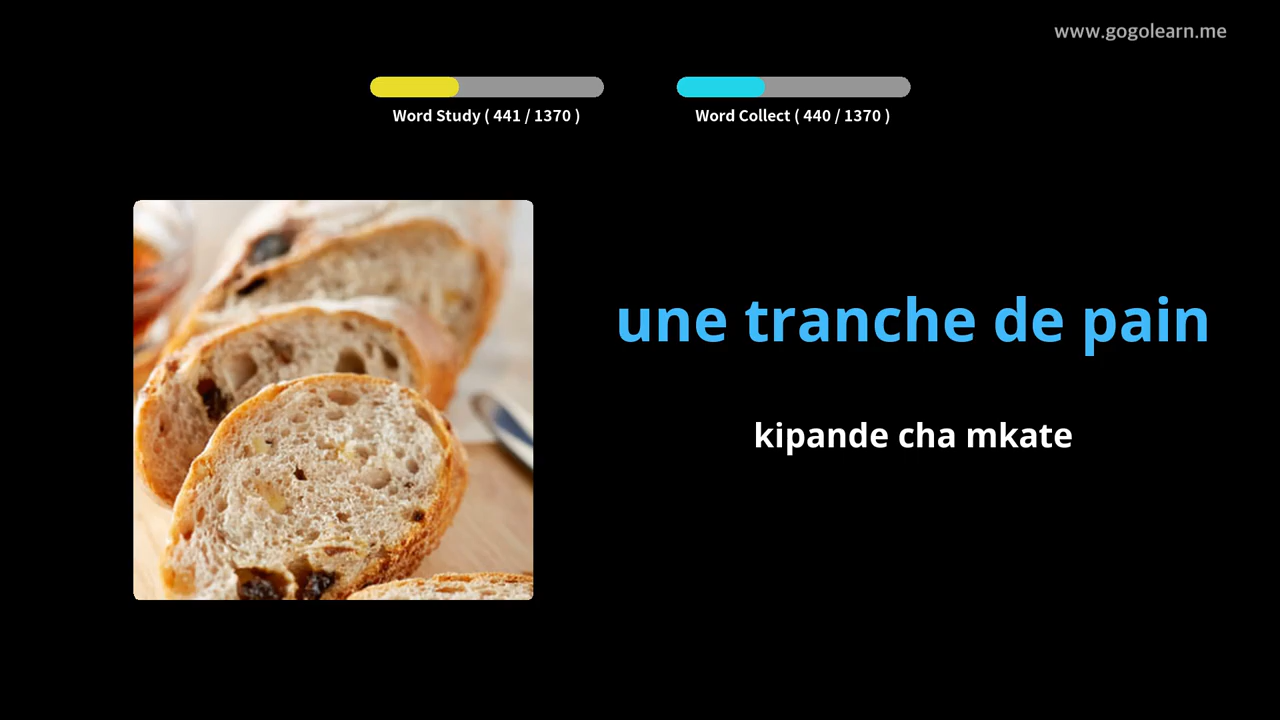 www.gogolearn.me
Word Study ( 441 / 1370 )
Word Collect ( 440 / 1370 )
une tranche de pain
kipande cha mkate